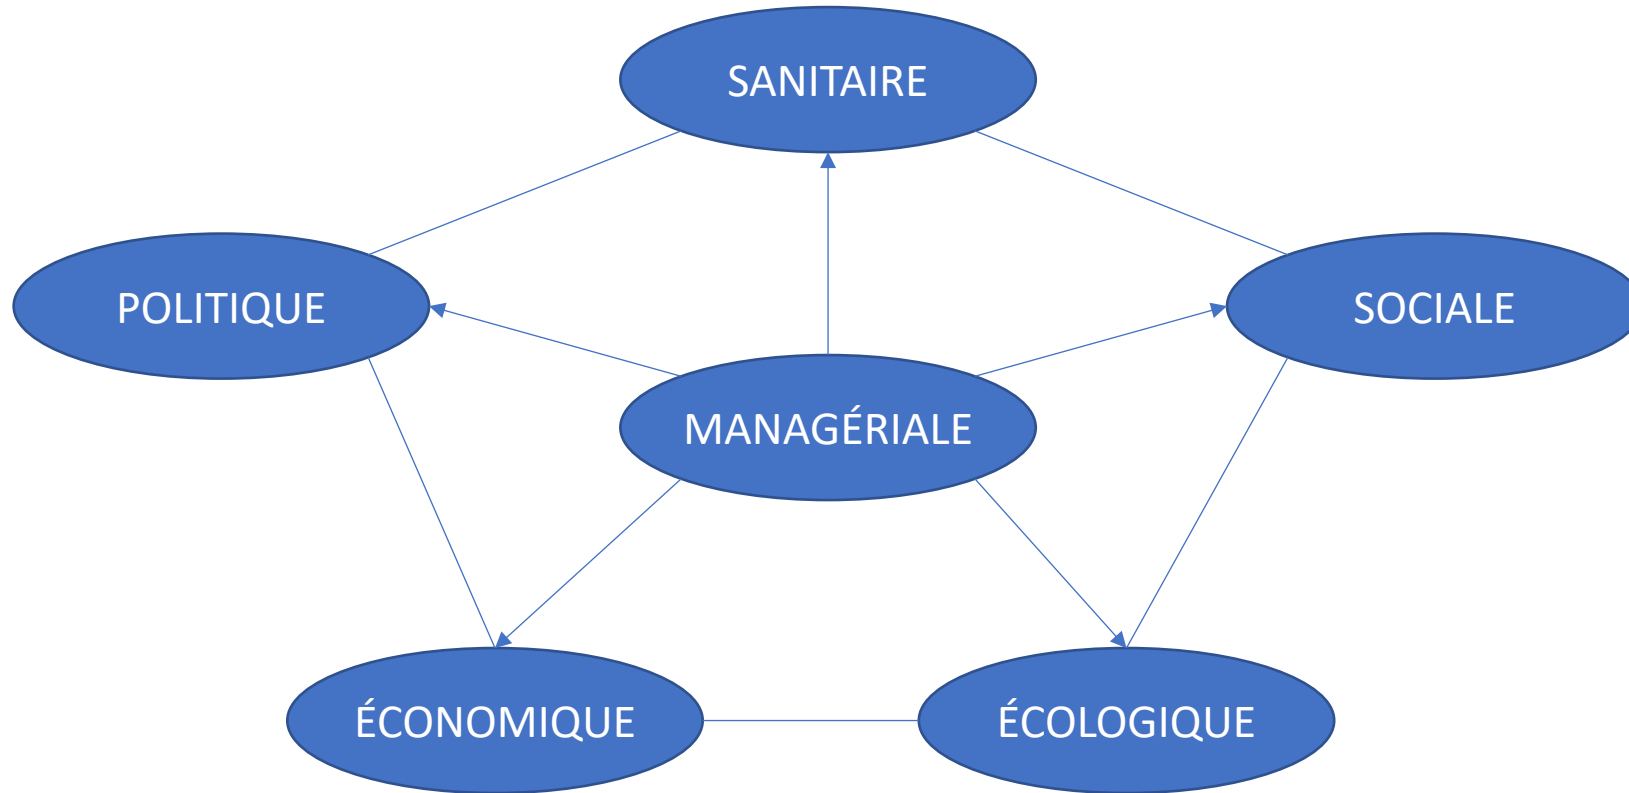 SANITAIRE
POLITIQUE
SOCIALE
MANAGÉRIALE
ÉCONOMIQUE
ÉCOLOGIQUE